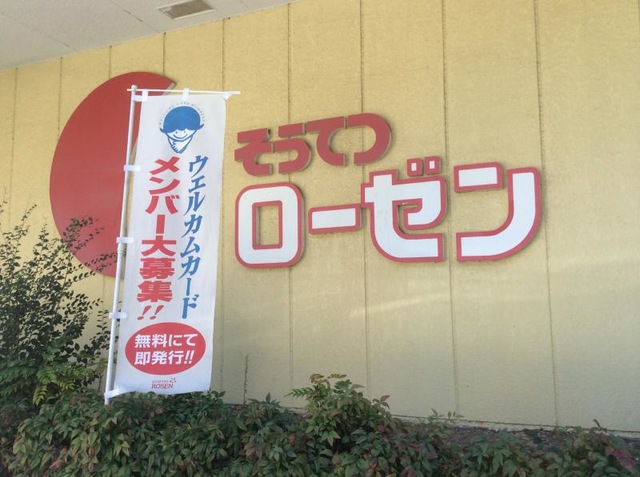 そうてつ
ローゼン
ウェルカムカード
メンバー大募集!!
無料にて
即発行!!
ROSEN